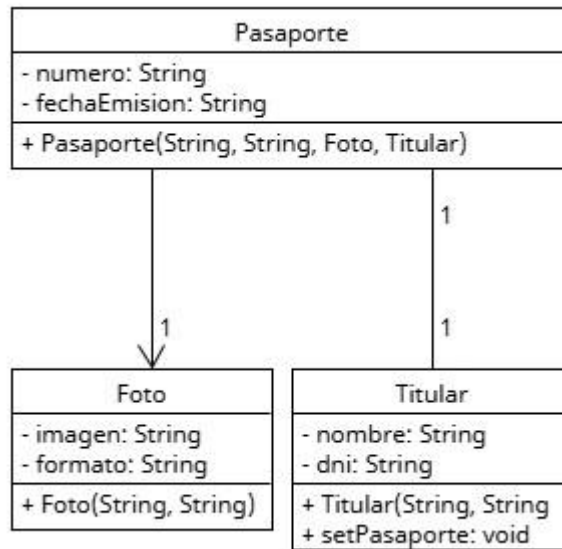 Pasaporte
- numero: String
- fechaEmision: String
+ Pasaporte(String, String, Foto, Titular)
1
1
1
Foto
- imagen: String
- formato: String
+ Foto(String, String)
Titular
- nombre: String
- dni: String
+ Titular(String, String
+ setPasaporte: void